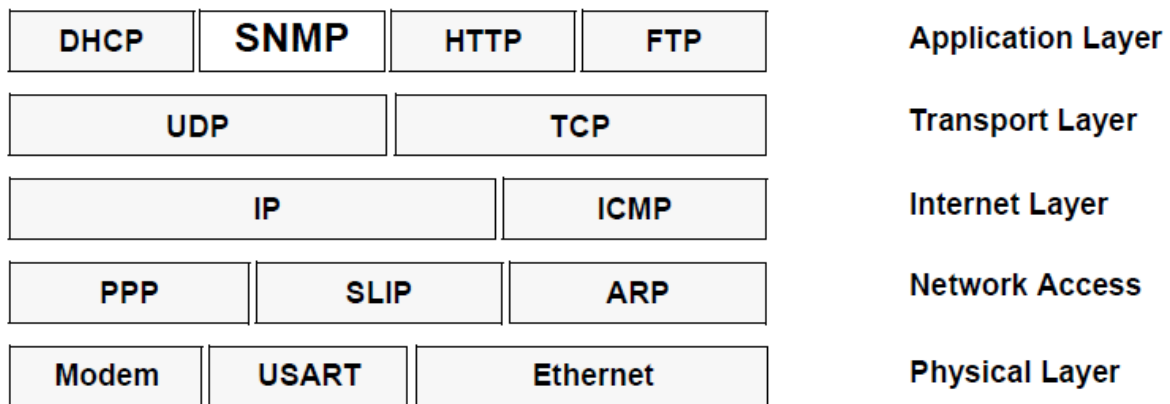 DHCP SNMP HTTP FTP Application Layer
UDP TCP Transport Layer
IP ICMP Internet Layer
PPP SLIP ARP Network Access
Modem USART Ethernet Physical Layer